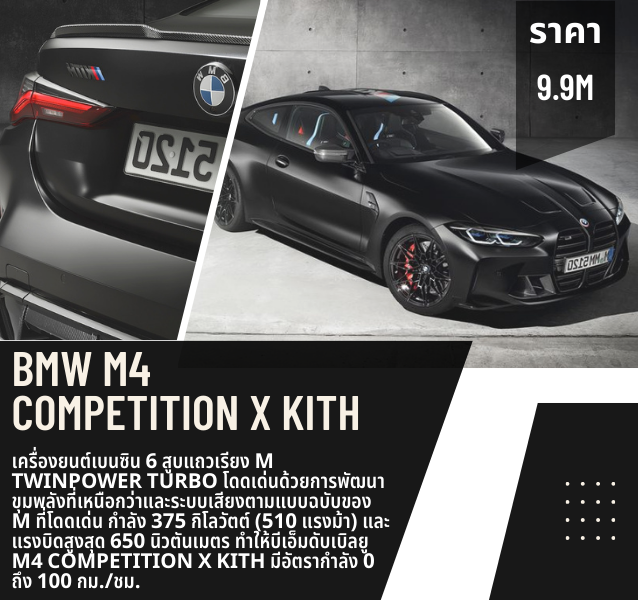 ราคา
9.9M
BMW M4
COMPETITION X KITH
เครื่องยนต์เบนซิน 6 สูบแถวเรียง M
TWINPOWER TURBO โดดเด่นด้วยการพัฒนา
ขุมพลังที่เหนือกว่าและระบบเสียงตามแบบฉบับของ
M ที่โดดเด่น กำลัง 375 กิโลวัตต์ (510 แรงม้า) และ
แรงบิดสูงสุด 650 นิวตันเมตร ทำให้บีเอ็มดับเบิลยู
M4 COMPETITION X KITH มีอัตรากำลัง 0
ถึง 100 กม./ชม.